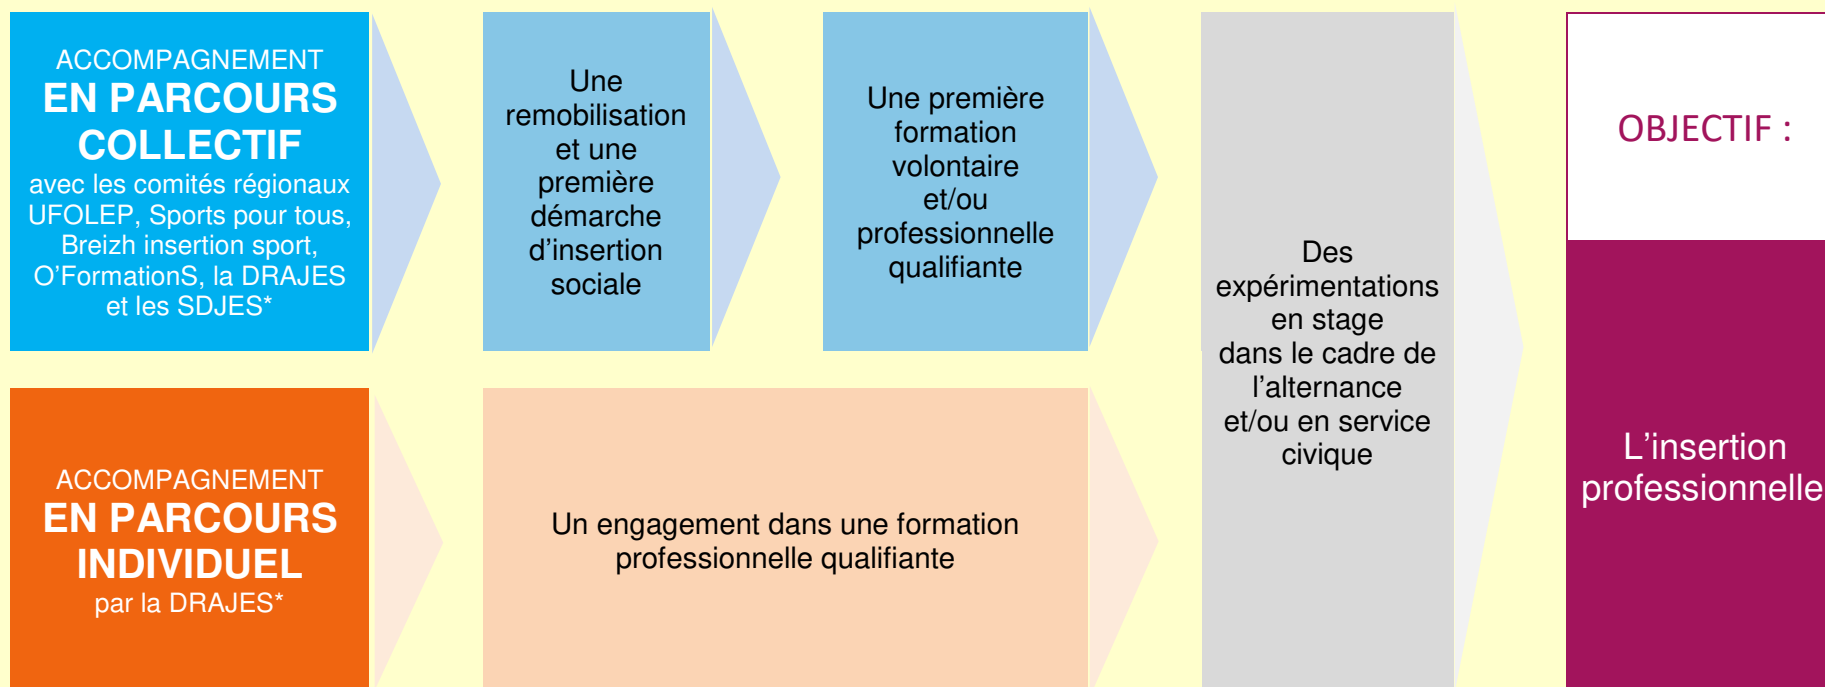 ACCOMPAGNEMENT
EN PARCOURS
COLLECTIF
avec les comités régionaux
UFOLEP, Sports pour tous,
Breizh insertion sport,
O'FormationS, la DRAJES
et les SDJES*
Une
remobilisation
et une
première
démarche
d'insertion
sociale
Une première
formation
volontaire
et/ou
professionnelle
qualifiante
ACCOMPAGNEMENT
EN PARCOURS
INDIVIDUEL
par la DRAJES*
Un engagement dans une formation
professionnelle qualifiante
Des
expérimentations
en stage
dans le cadre de
l'alternance
et/ou en service
civique
OBJECTIF :
L'insertion
professionnelle